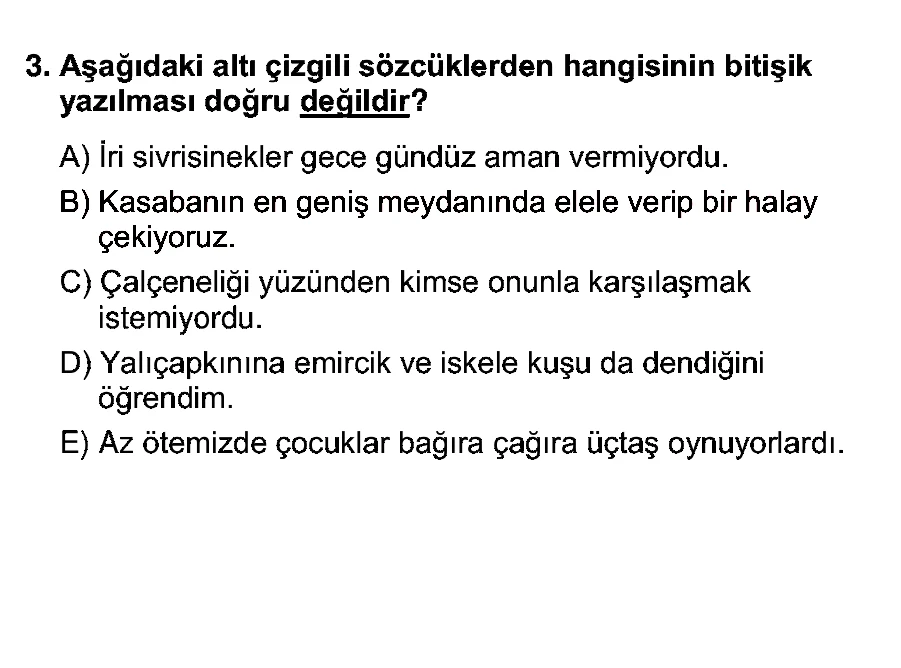 3. Aşağıdaki altı çizgili sözcüklerden hangisinin bitişik
yazılması doğru değildir?
A) İri sivrisinekler gece gündüz aman vermiyordu.
B) Kasabanın en geniş meydanında elele verip bir halay
çekiyoruz.
C) Çalçeneliği yüzünden kimse onunla karşılaşmak
istemiyordu.
D) Yalıçapkınına emircik ve iskele kuşu da dendiğini
öğrendim.
E) Az ötemizde çocuklar bağıra çağıra üçtaş oynuyorlardı.